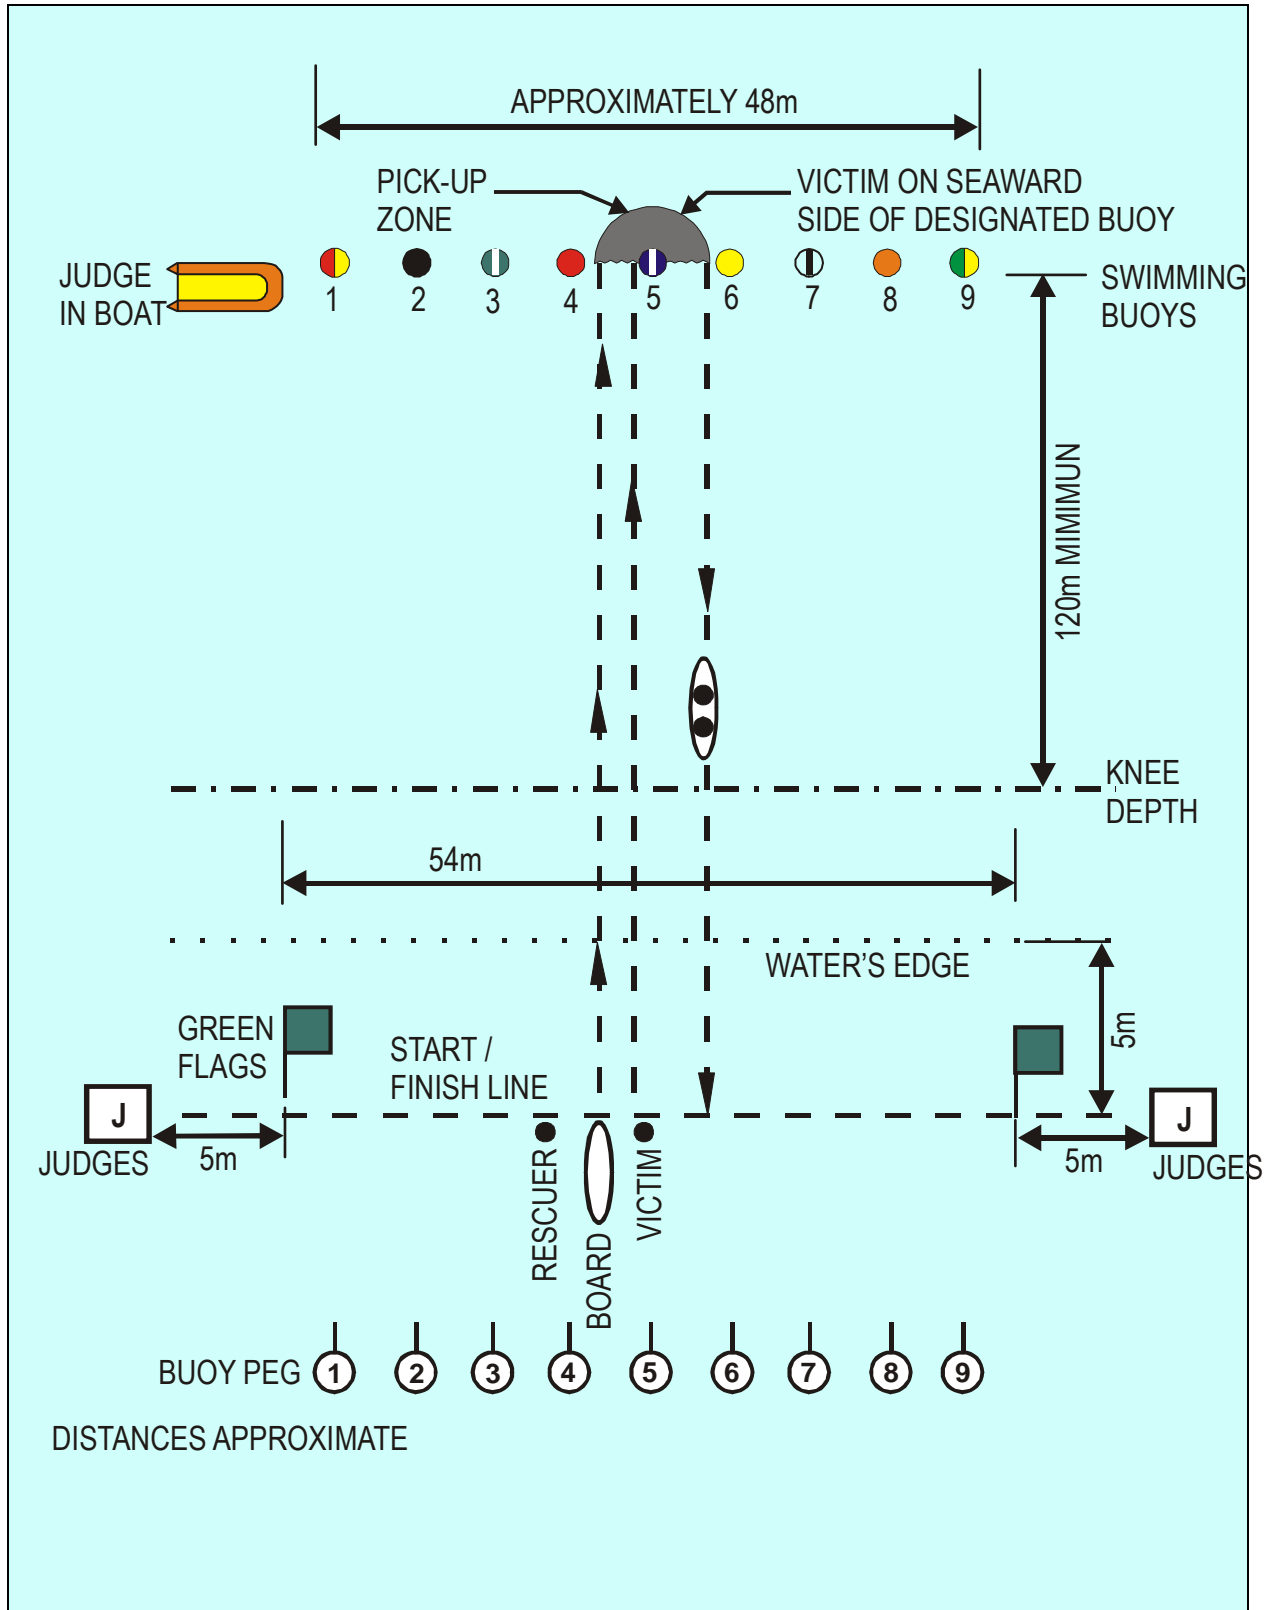 APPROXIMATELY 48m
PICK-UP
ZONE
VICTIM ON SEAWARD
SIDE OF DESIGNATED BUOY
JUDGE
IN BOAT
1 2 3 4 5 6 7 8 9
SWIMMING
BUOYS
120m MIMIMUN
KNEE
DEPTH
54m
WATER'S EDGE
GREEN
FLAGS
START /
FINISH LINE
5m
J
JUDGES
5m
5m
J
JUDGES
RESCUER
BOARD
VICTIM
BUOY PEG 1 2 3 4 5 6 7 8 9
DISTANCES APPROXIMATE